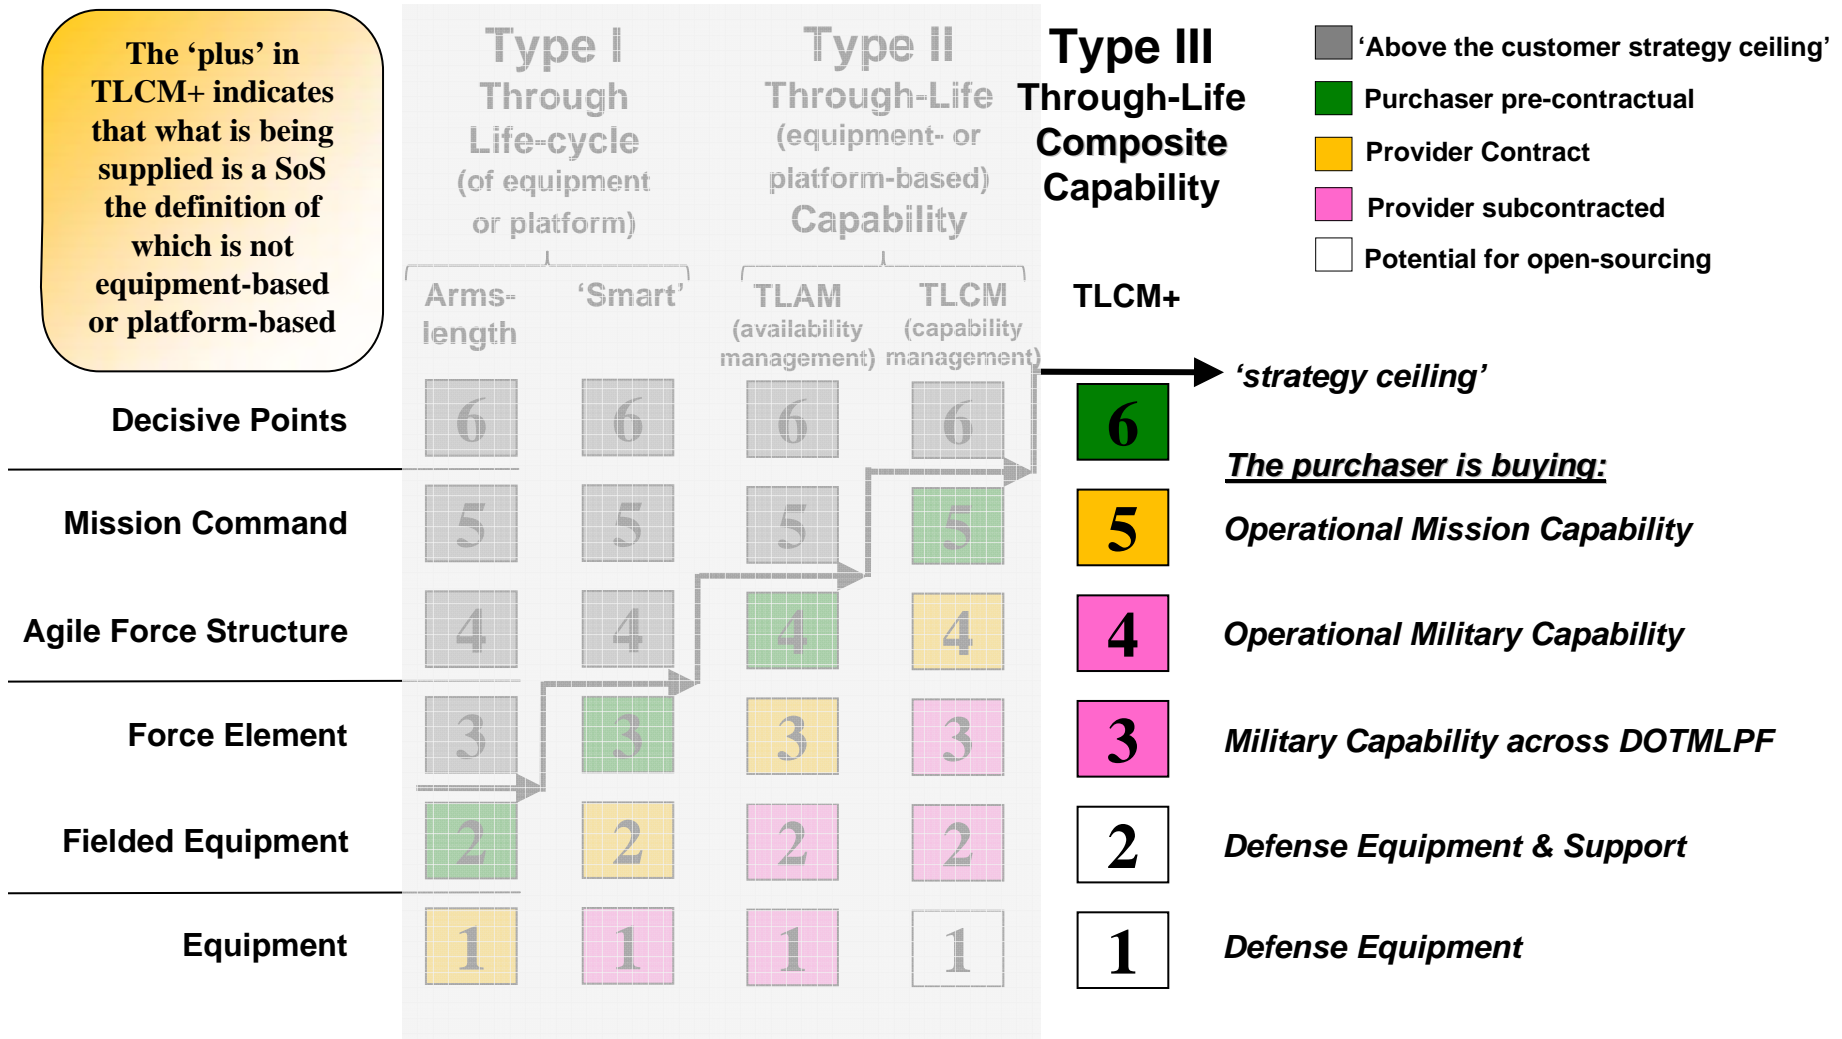 The ‘plus’ in
TLCM+ indicates
that what is being
supplied is a SoS
the definition of
which is not
equipment-based
or platform-based
Type I
Through
Life-cycle
(of equipment
or platform)
Type II
Through-Life
(equipment- or
platform-based)
Capability
Type III
Through-Life
Composite
Capability
‘Above the customer strategy ceiling’
Purchaser pre-contractual
Provider Contract
Provider subcontracted
Potential for open-sourcing
Arms-
length
‘Smart’
TLAM
(availability
management)
TLCM
(capability
management)
TLCM+
‘strategy ceiling’
Decisive Points 6 6 6 6 6
The purchaser is buying:
Mission Command 5 5 5 5 5 Operational Mission Capability
Agile Force Structure 4 4 4 4 4 Operational Military Capability
Force Element 3 3 3 3 3 Military Capability across DOTMLPF
Fielded Equipment 2 2 2 2 2 Defense Equipment & Support
Equipment 1 1 1 1 1 Defense Equipment